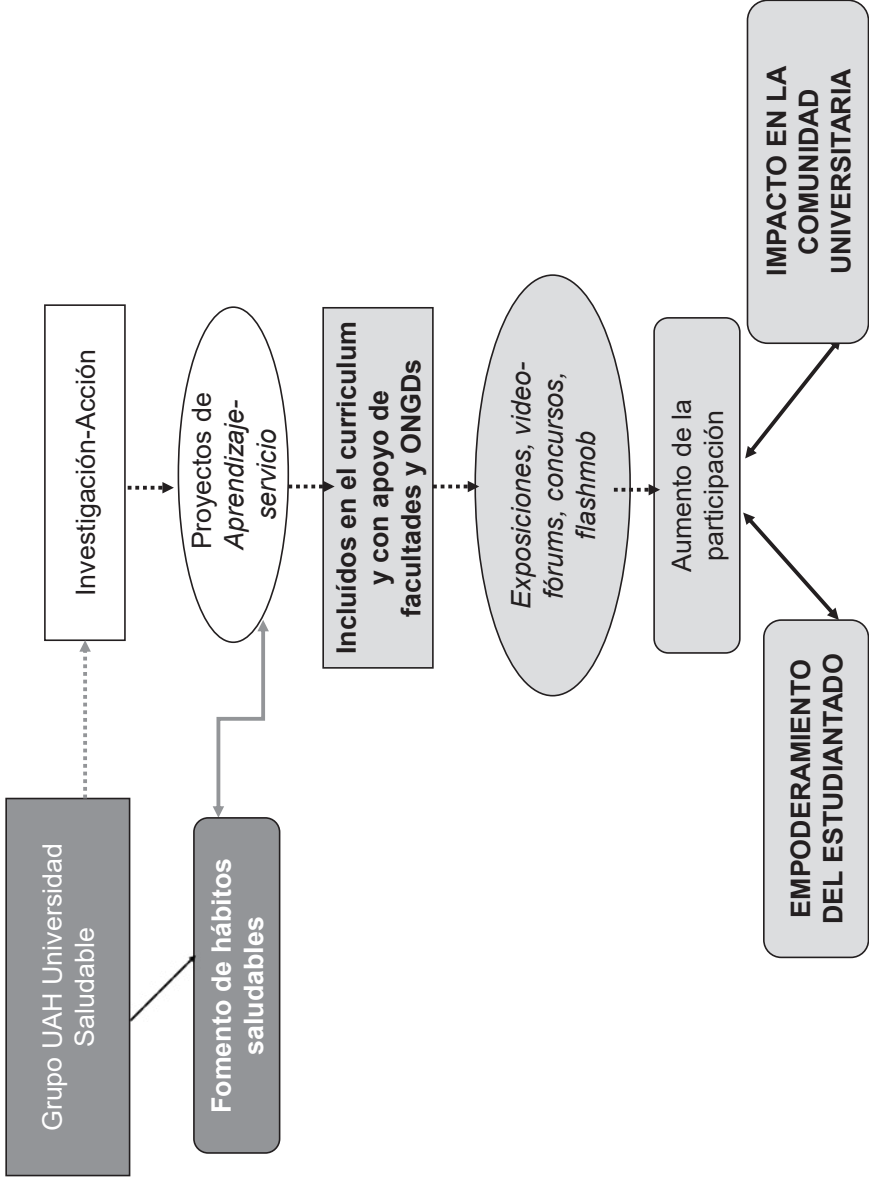 Grupo UAH Universidad
Saludable
Investigación-Acción
Fomento de hábitos
saludables
Proyectos de
Aprendizaje-
servicio
Incluídos en el curriculum
y con apoyo de
facultades y ONGDs
Exposiciones, video-
fórums, concursos,
flashmob
Aumento de la
participación
EMPODERAMIENTO
DEL ESTUDIANTADO
IMPACTO EN LA
COMUNIDAD
UNIVERSITARIA